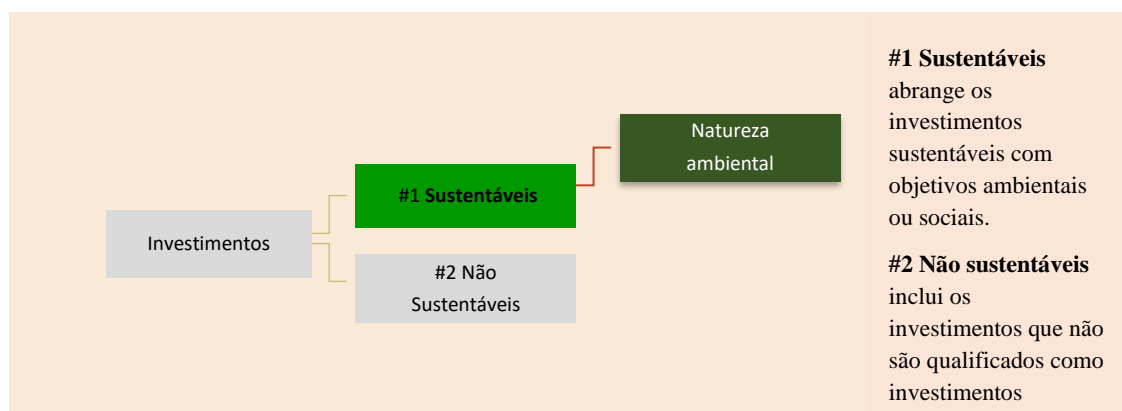 Natureza
ambiental
#1 Sustentáveis
Investimentos
#2 Não
Sustentáveis
#1 Sustentáveis
abrange os
investimentos
sustentáveis com
objetivos ambientais
ou sociais.
#2 Não sustentáveis
inclui os
investimentos que não
são qualificados como
investimentos